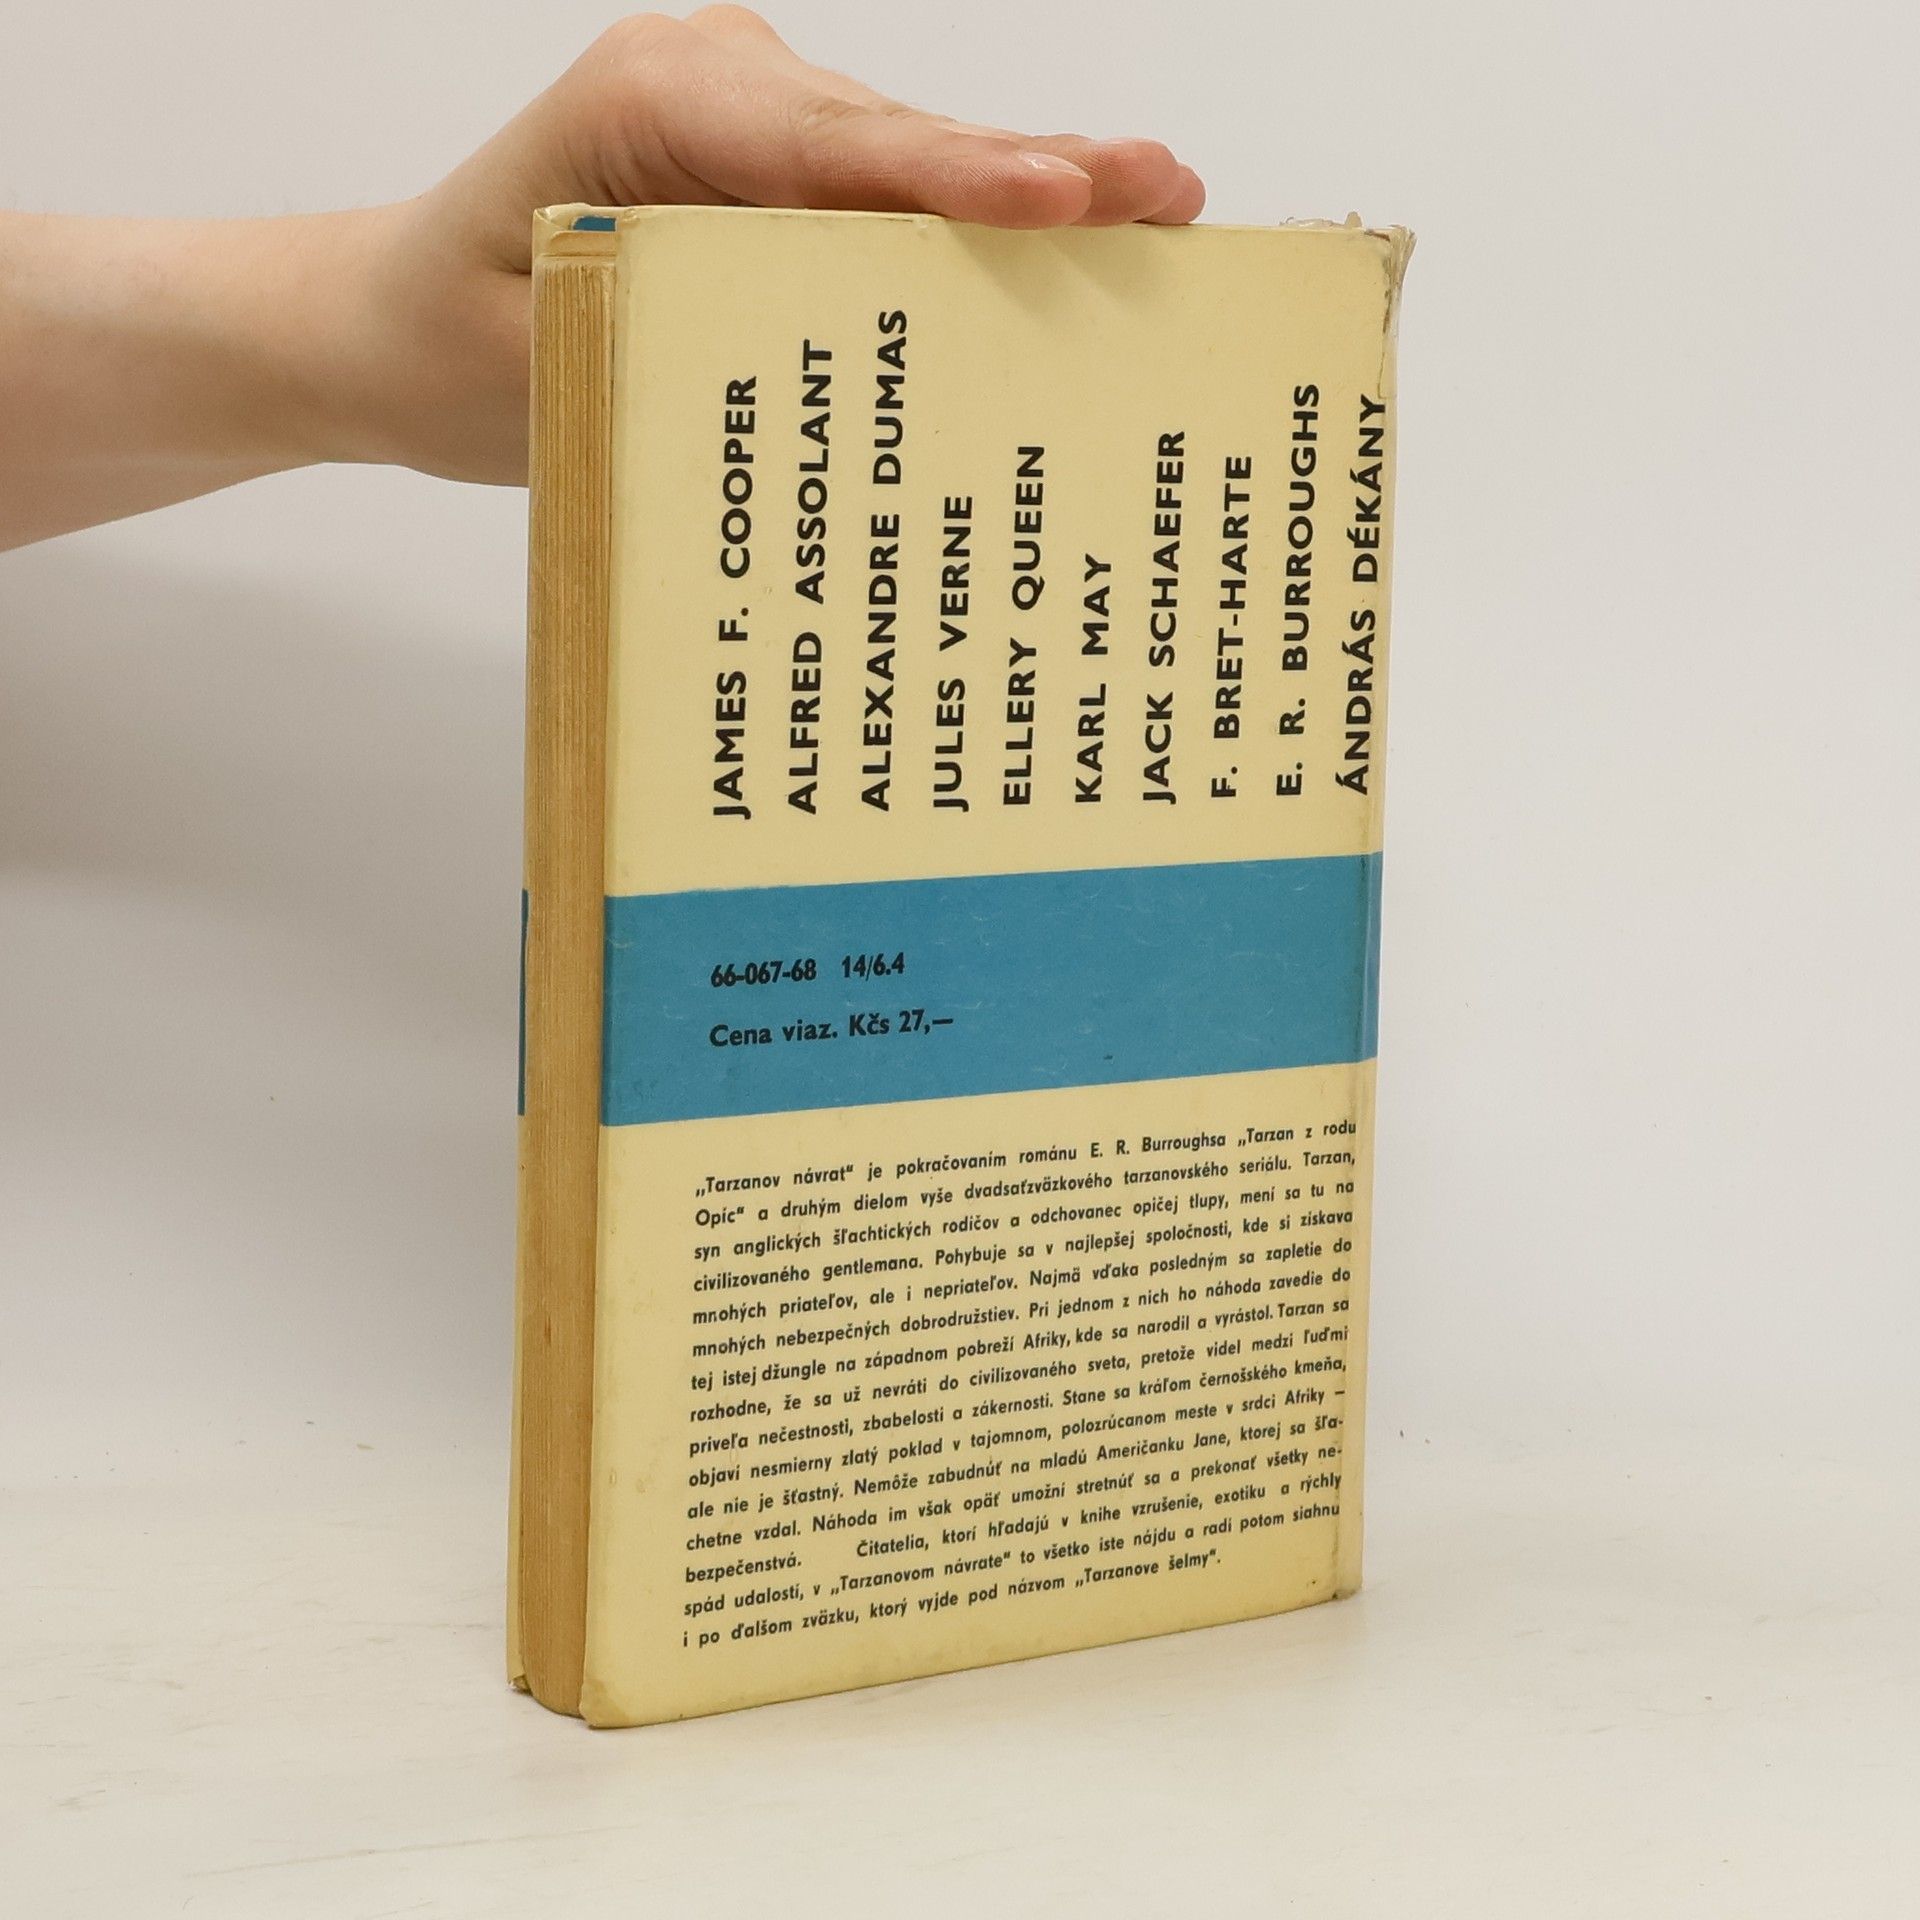 JAMES F. COOPER
ALFRED ASSOLANT
ALEXANDRE DUMAS
JULES VERNE
ELLERY QUEEN
KARL MAY
JACK SCHAEFER
F. BRET-HARTE
E. R. BURROUGHS
ÁNDRÁS DÉKÁNY
66-067-68 14/6.4
Cena viaz. Kčs 27,—
„Tarzanov návrat“ je pokračovaním románu E. R. Burroughsa „Tarzan z rodu
Opíc“ a druhým dielom vyše dvadsaťzväzkového tarzanovského seriálu. Tarzan,
syn anglických šľachtických rodičov a odchovanec opičej tlupy, mení sa tu na
civilizovaného gentlemana. Pohybuje sa v najlepšej spoločnosti, kde si získava
mnohých priateľov, ale i nepriateľov. Najmä vďaka posledným sa zapletie do
mnohých nebezpečných dobrodružstiev. Pri jednom z nich ho náhoda zavedie do
tej istej džungle na západnom pobreží Afriky, kde sa narodil a vyrástol. Tarzan sa
rozhodne, že sa už nevráti do civilizovaného sveta, pretože videl medzi ľuďmi
priveľa nečestnosti, zbabelosti a zákernosti. Stane sa kráľom černošského kmeňa,
objaví nesmierny zlatý poklad v tajomnom, polozrúcanom meste v srdci Afriky —
ale nie je šťastný. Nemôže zabudnúť na mladú Američanku Jane, ktorej sa šľa-
chetne vzdal. Náhoda im však opäť umožní stretnúť sa a prekonať všetky ne-
bezpečenstvá. Čitatelia, ktorí hľadajú v knihe vzrušenie, exotiku a rýchly
spád udalostí, v „Tarzanovom návrate“ to všetko iste nájdu a radi potom siahnu
i po ďalšom zväzku, ktorý vyjde pod názvom „Tarzanove šelmy“.